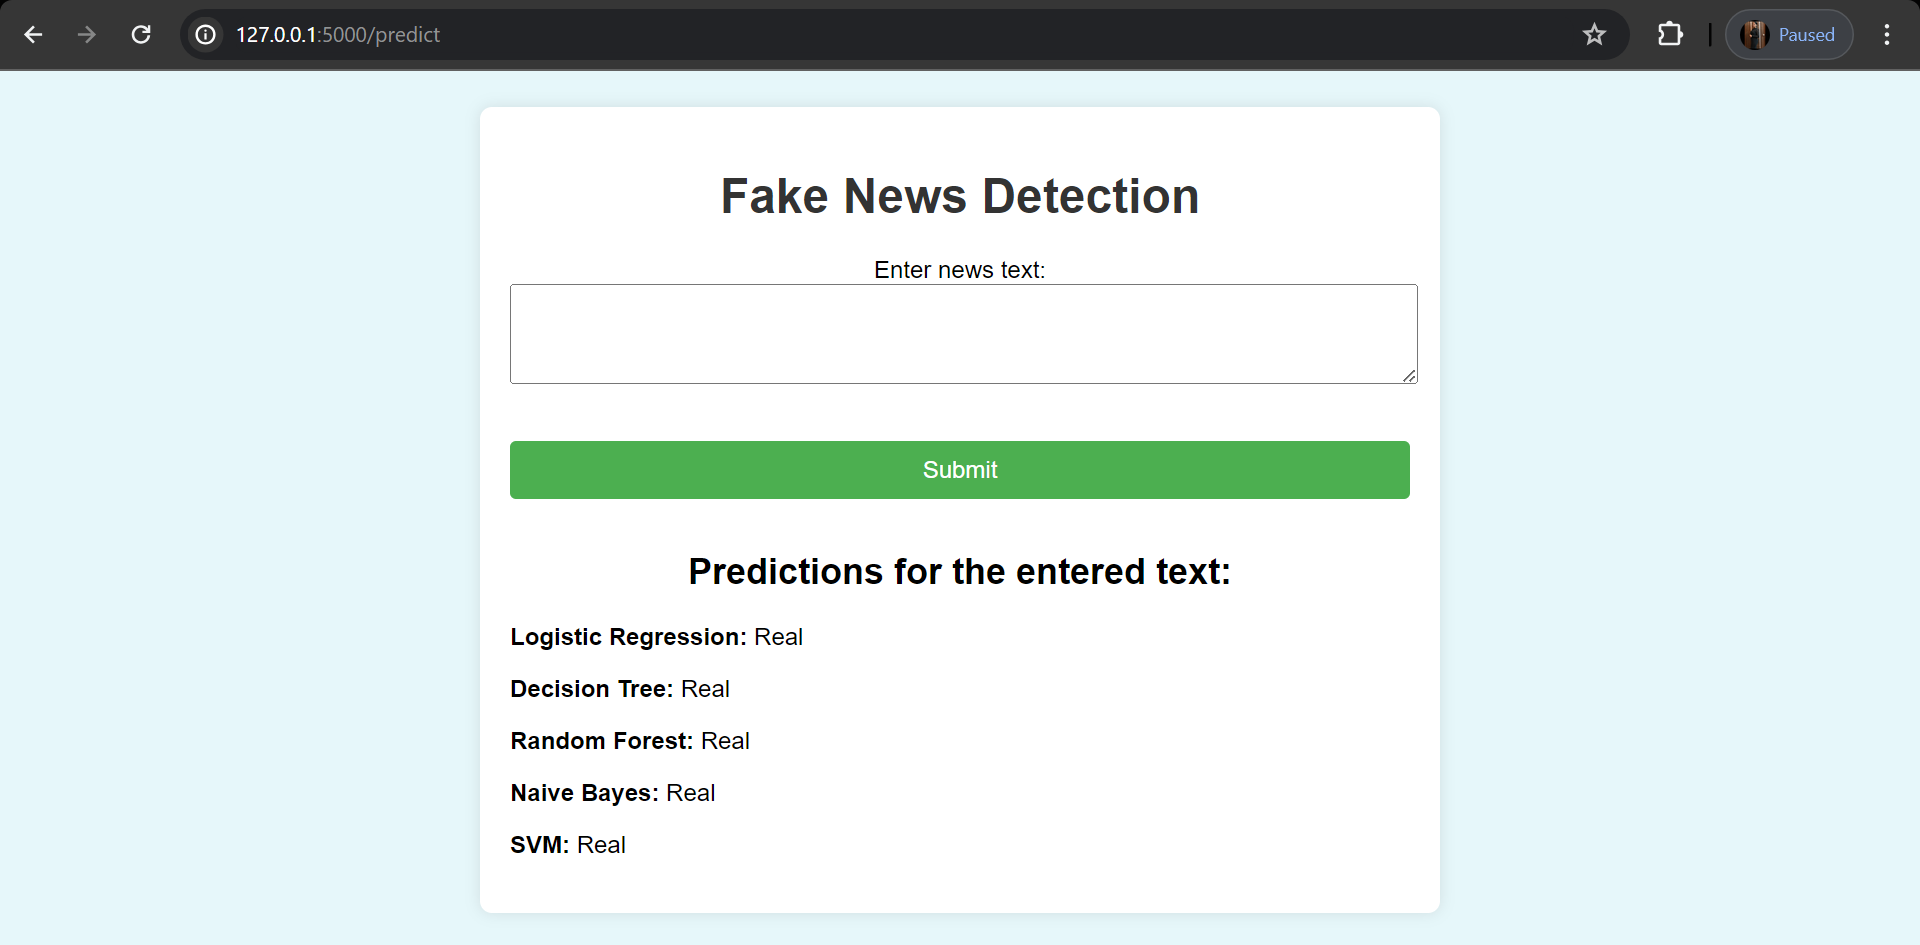 127.0.0.1:5000/predict
Paused
Fake News Detection
Enter news text:
Submit
Predictions for the entered text:
Logistic Regression: Real
Decision Tree: Real
Random Forest: Real
Naive Bayes: Real
SVM: Real